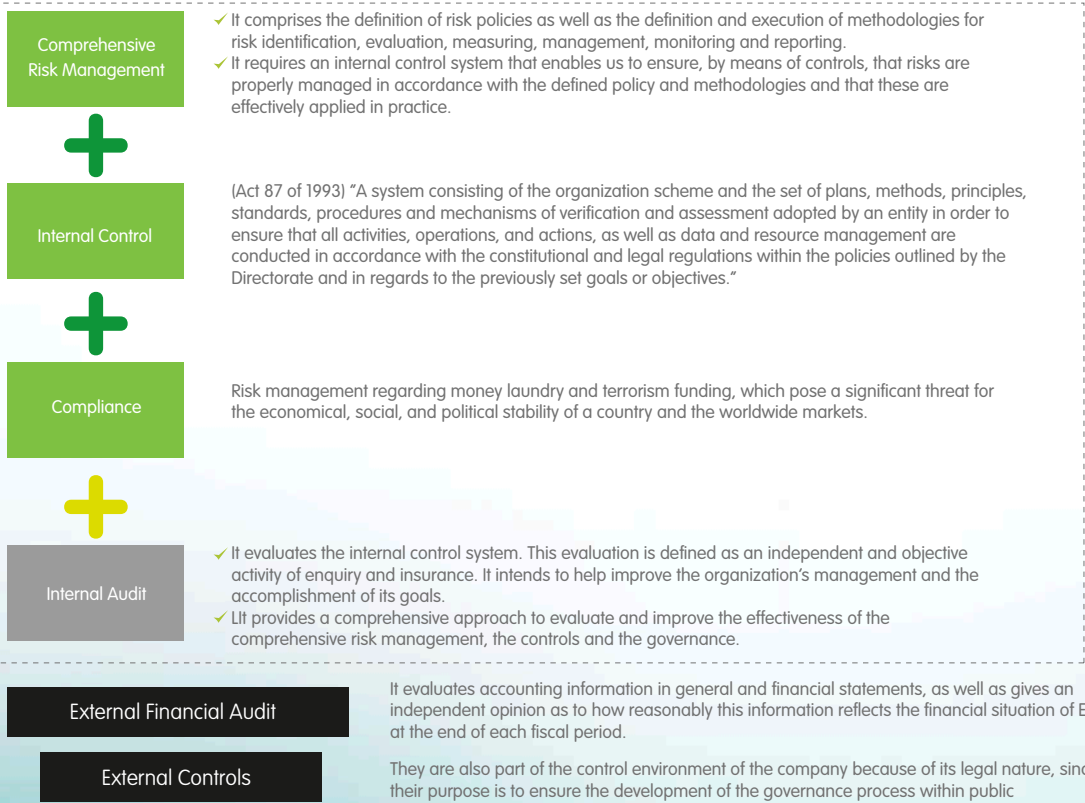 Comprehensive
Risk Management
✓ It comprises the definition of risk policies as well as the definition and execution of methodologies for
risk identification, evaluation, measuring, management, monitoring and reporting.
✓ It requires an internal control system that enables us to ensure, by means of controls, that risks are
properly managed in accordance with the defined policy and methodologies and that these are
effectively applied in practice.
Internal Control
(Act 87 of 1993) “A system consisting of the organization scheme and the set of plans, methods, principles,
standards, procedures and mechanisms of verification and assessment adopted by an entity in order to
ensure that all activities, operations, and actions, as well as data and resource management are
conducted in accordance with the constitutional and legal regulations within the policies outlined by the
Directorate and in regards to the previously set goals or objectives.“
Compliance
Risk management regarding money laundry and terrorism funding, which pose a significant threat for
the economical, social, and political stability of a country and the worldwide markets.
Internal Audit
✓ It evaluates the internal control system. This evaluation is defined as an independent and objective
activity of enquiry and insurance. It intends to help improve the organization’s management and the
accomplishment of its goals.
✓ LIt provides a comprehensive approach to evaluate and improve the effectiveness of the
comprehensive risk management, the controls and the governance.
External Financial Audit
It evaluates accounting information in general and financial statements, as well as gives an
independent opinion as to how reasonably this information reflects the financial situation of
at the end of each fiscal period.
External Controls
They are also part of the control environment of the company because of its legal nature,
their purpose is to ensure the development of the governance process within public